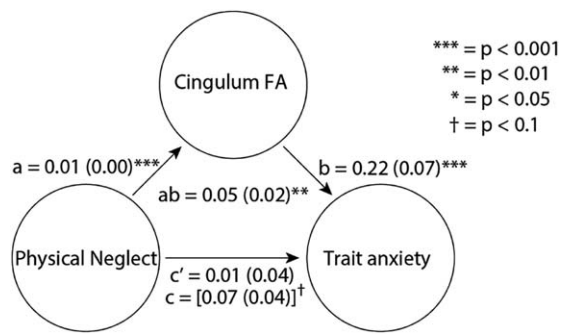 Cingulum FA
*** = p < 0.001
** = p < 0.01
* = p < 0.05
† = p < 0.1
a = 0.01 (0.00)***
b = 0.22 (0.07)***
ab = 0.05 (0.02)**
Physical Neglect
Trait anxiety
c’ = 0.01 (0.04)
c = [0.07 (0.04)]†